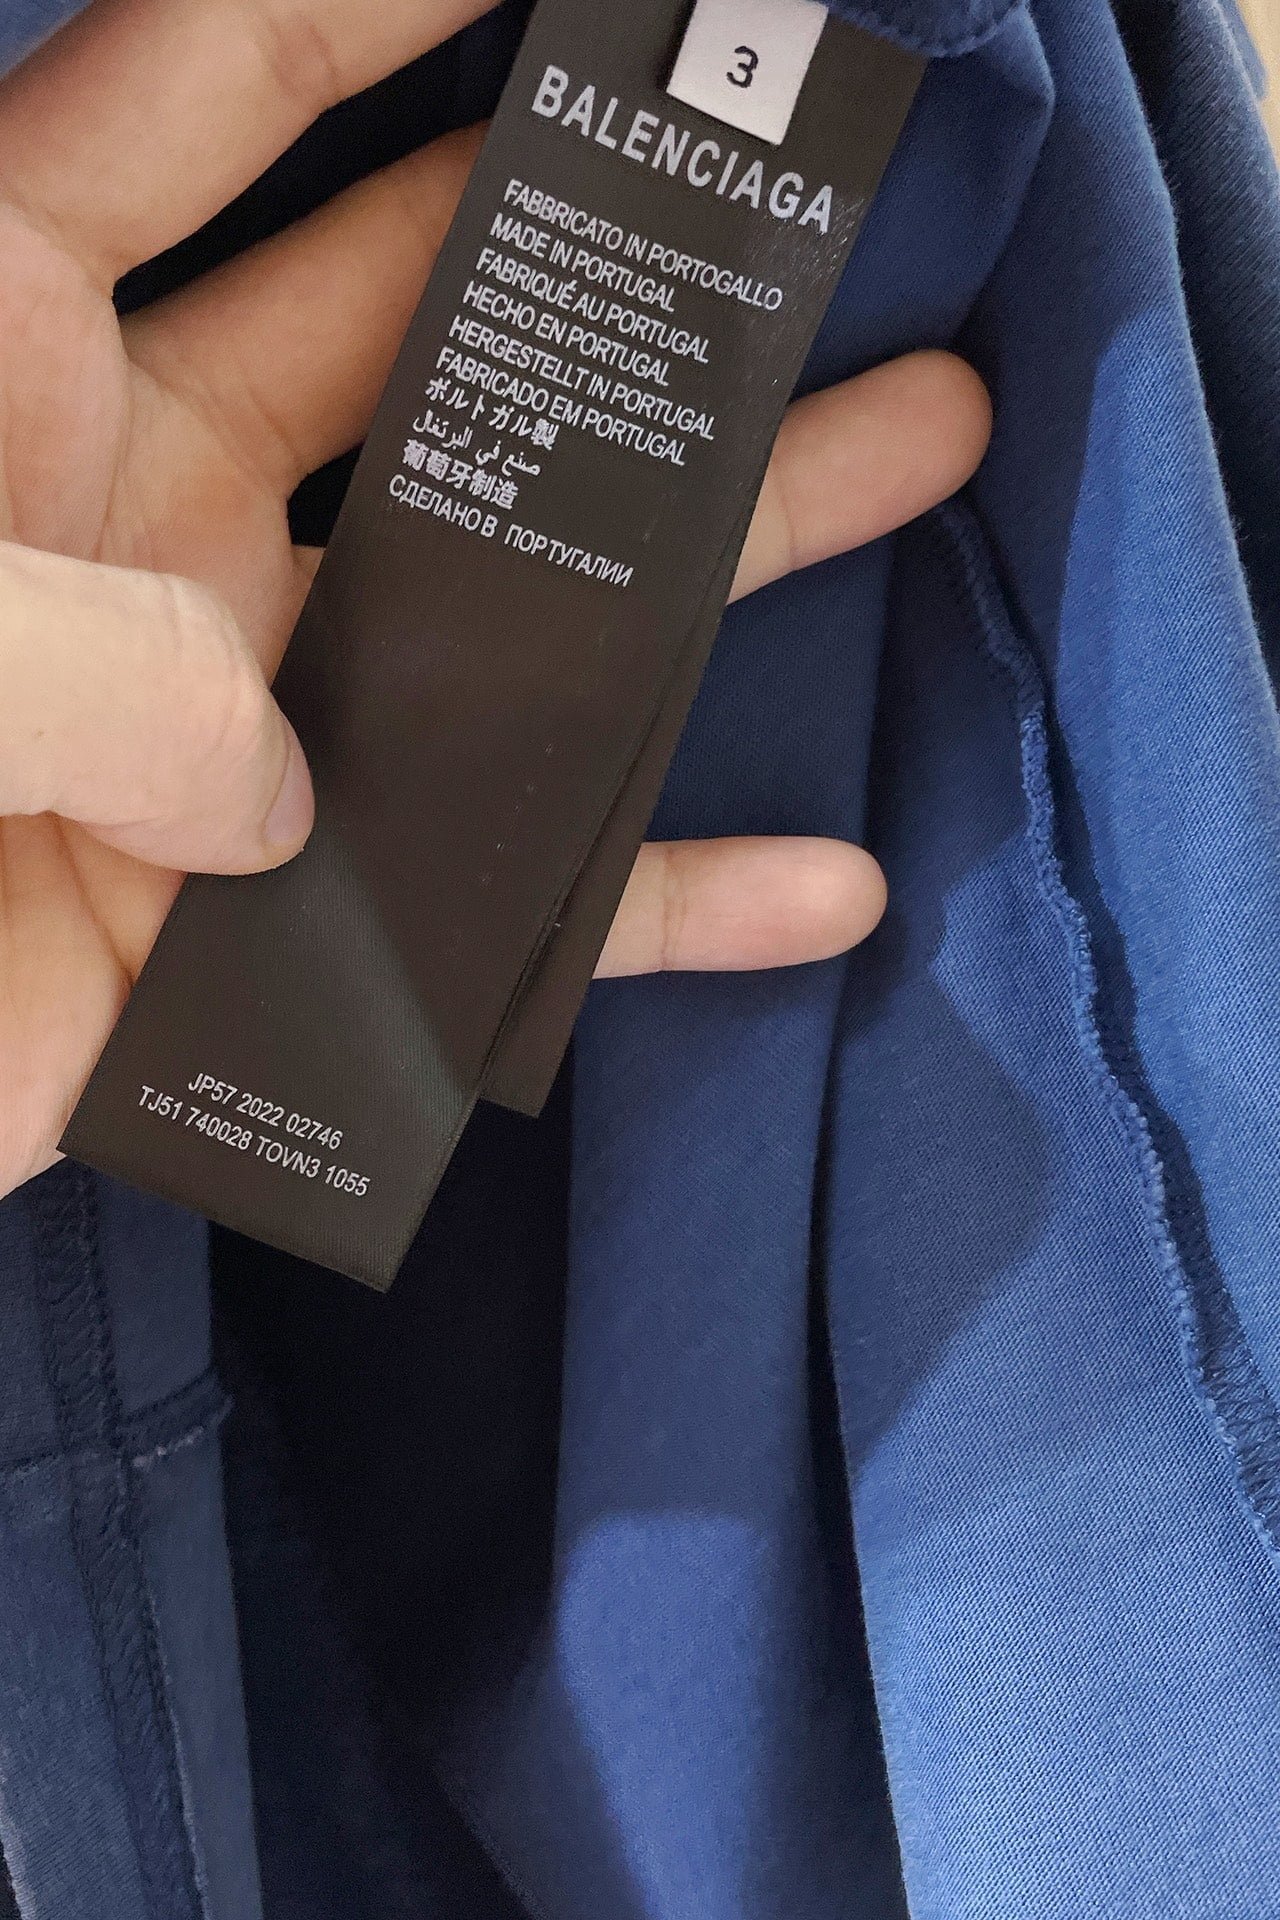 3
BALENCIAGA
FABBRICATO IN PORTOGALLO
MADE IN PORTUGAL
FABRIQUÉ AU PORTUGAL
HECHO EN PORTUGAL
HERGESTELLT IN PORTUGAL
FABRICADO EM PORTUGAL
ポルトガル製
صنع في البرتغال
葡萄牙制造
СДЕЛАНО В ПОРТУГАЛИИ
JP57 2022 02746
TJ51 740028 TOVN3 1055